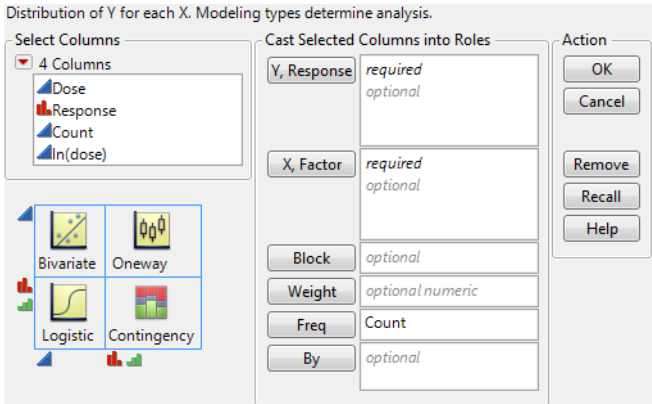 Distribution of Y for each X. Modeling types determine analysis.
Select Columns
4 Columns
Dose
Response
Count
ln(dose)
Bivariate Oneway
Logistic Contingency
Cast Selected Columns into Roles
Y, Response required
optional
X, Factor required
optional
Block optional
Weight optional numeric
Freq Count
By optional
Action
OK
Cancel
Remove
Recall
Help